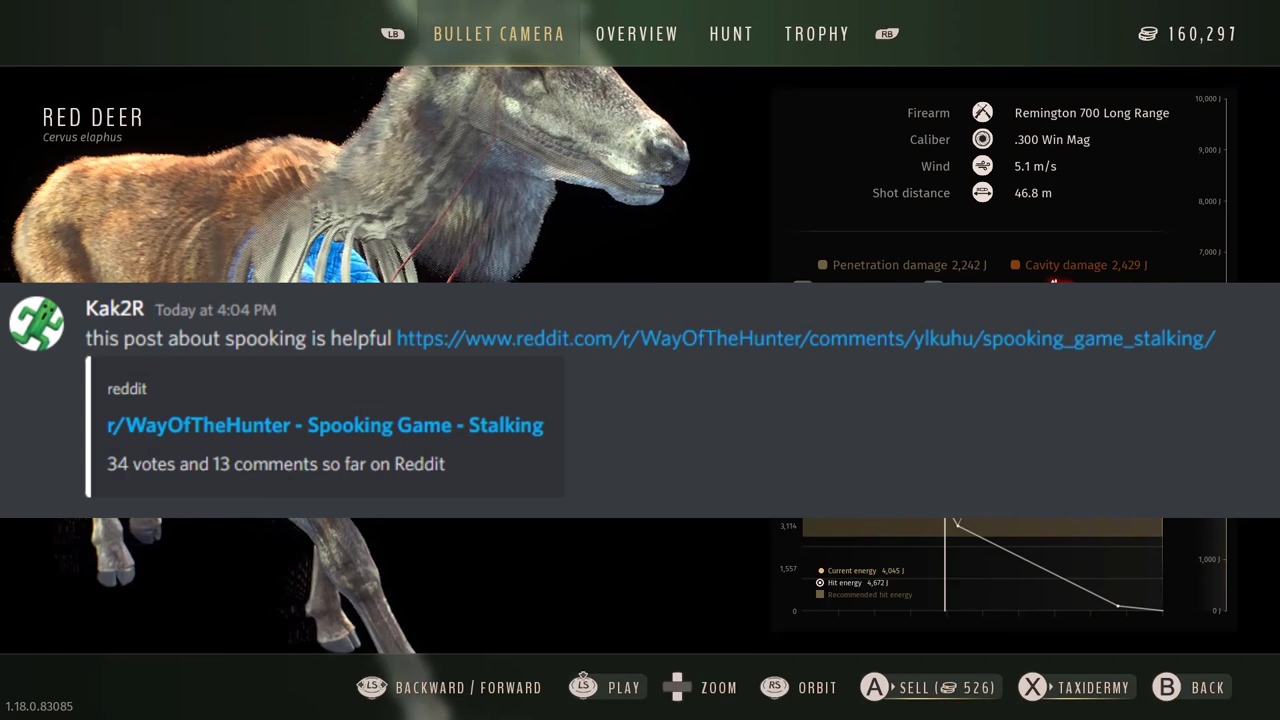 LB BULLET CAMERA OVERVIEW HUNT TROPHY RB 160,297
RED DEER
Cervus elaphus
Firearm Remington 700 Long Range
Caliber .300 Win Mag
Wind 5.1 m/s
Shot distance 46.8 m
10,000 J
9,000 J
8,000 J
7,000 J
Penetration damage 2,242 J Cavity damage 2,429 J
Kak2R Today at 4:04 PM
this post about spooking is helpful https://www.reddit.com/r/WayOfTheHunter/comments/ylkuhu/spooking_game_stalking/
reddit
r/WayOfTheHunter - Spooking Game - Stalking
34 votes and 13 comments so far on Reddit
3,114
1,557
0
Current energy 4,045 J
Hit energy 4,672 J
Recommended hit energy
1,000 J
0 J
LS BACKWARD / FORWARD LS PLAY ZOOM RS ORBIT A SELL ( 526) X TAXIDERMY B BACK
1.18.0.83085